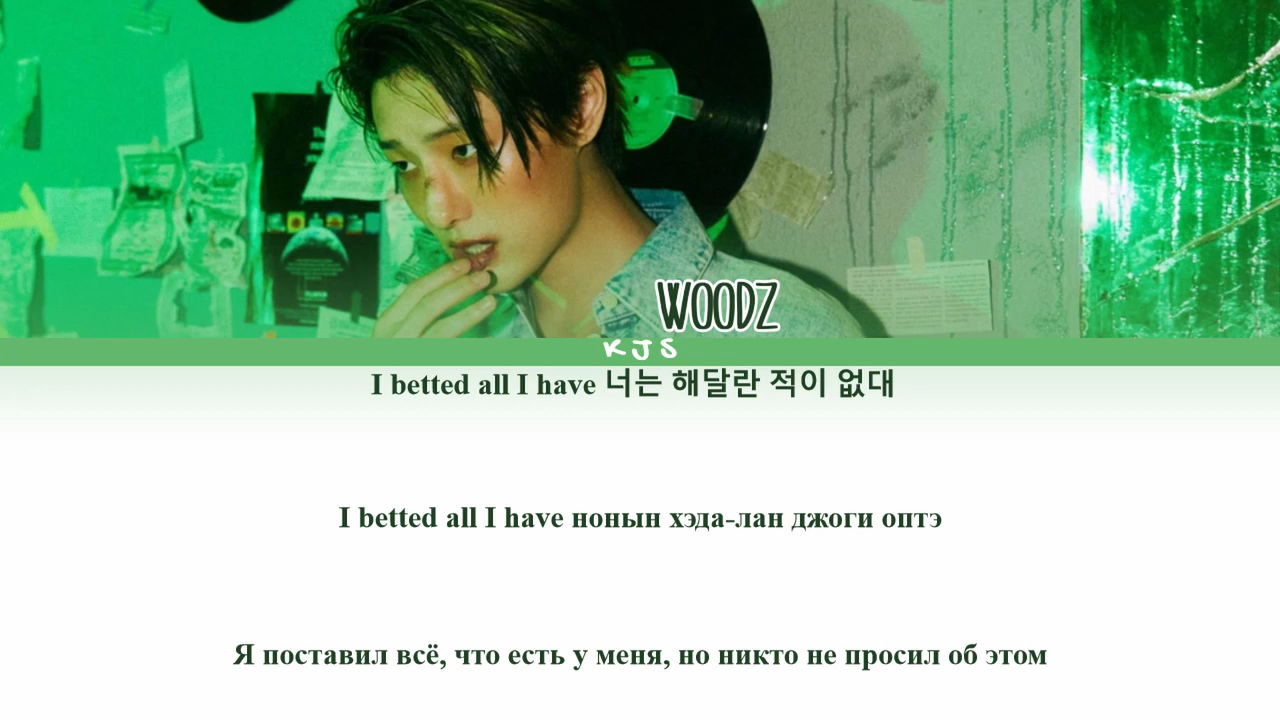 WOODZ
KJS
I betted all I have 너는 해달란 적이 없대
I betted all I have нонын хэда-лан джоги оптэ
Я поставил всё, что есть у меня, но никто не просил об этом